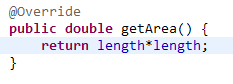 @Override
public double getArea() {
    return length*length;
}